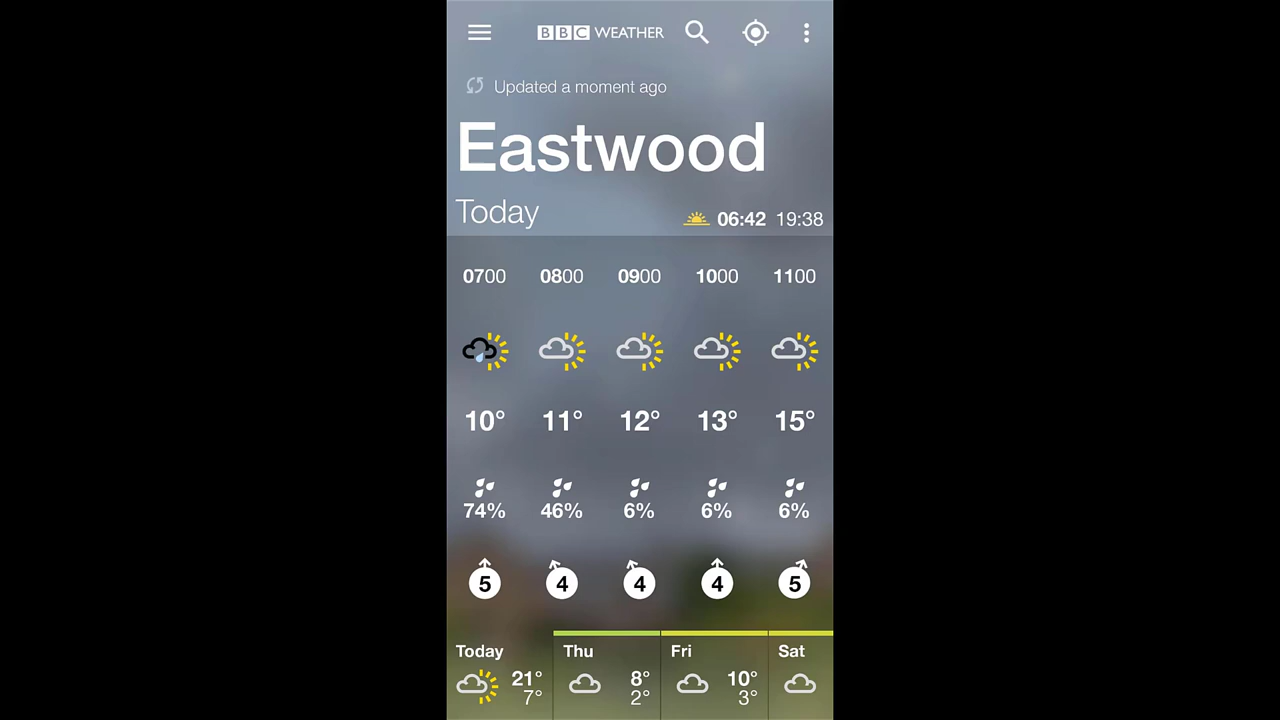 BBC WEATHER
Updated a moment ago
Eastwood
Today 06:42 19:38
0700 0800 0900 1000 1100
10° 11° 12° 13° 15°
74% 46% 6% 6% 6%
5 4 4 4 5
Today Thu Fri Sat
21° 8° 10°
7° 2° 3°